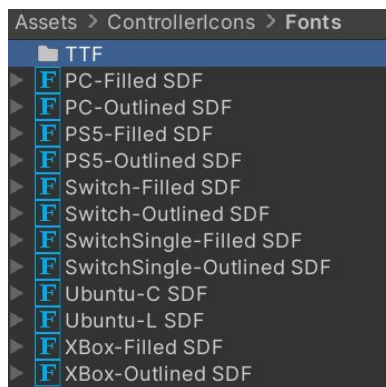 Assets > ControllerIcons > Fonts
TTF
PC-Filled SDF
PC-Outlined SDF
PS5-Filled SDF
PS5-Outlined SDF
Switch-Filled SDF
Switch-Outlined SDF
SwitchSingle-Filled SDF
SwitchSingle-Outlined SDF
Ubuntu-C SDF
Ubuntu-L SDF
XBox-Filled SDF
XBox-Outlined SDF